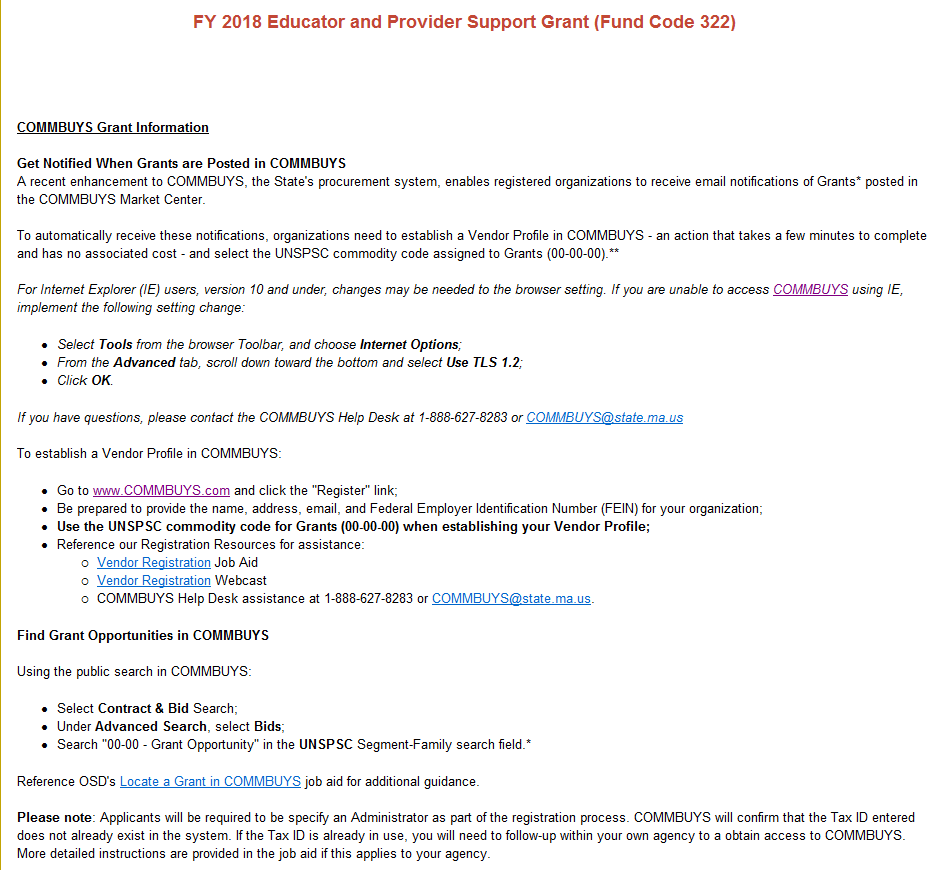 FY 2018 Educator and Provider Support Grant (Fund Code 322)
COMMBUYS Grant Information
Get Notified When Grants are Posted in COMMBUYS
A recent enhancement to COMMBUYS, the State's procurement system, enables registered organizations to receive email notifications of Grants* posted in
the COMMBUYS Market Center.
To automatically receive these notifications, organizations need to establish a Vendor Profile in COMMBUYS - an action that takes a few minutes to complete
and has no associated cost - and select the UNSPSC commodity code assigned to Grants (00-00-00).**
For Internet Explorer (IE) users, version 10 and under, changes may be needed to the browser setting. If you are unable to access COMMBUYS using IE,
implement the following setting change:
• Select Tools from the browser Toolbar, and choose Internet Options;
• From the Advanced tab, scroll down toward the bottom and select Use TLS 1.2;
• Click OK.
If you have questions, please contact the COMMBUYS Help Desk at 1-888-627-8283 or COMMBUYS@state.ma.us
To establish a Vendor Profile in COMMBUYS:
• Go to www.COMMBUYS.com and click the "Register" link;
• Be prepared to provide the name, address, email, and Federal Employer Identification Number (FEIN) for your organization;
• Use the UNSPSC commodity code for Grants (00-00-00) when establishing your Vendor Profile;
• Reference our Registration Resources for assistance:
o Vendor Registration Job Aid
o Vendor Registration Webcast
o COMMBUYS Help Desk assistance at 1-888-627-8283 or COMMBUYS@state.ma.us.
Find Grant Opportunities in COMMBUYS
Using the public search in COMMBUYS:
• Select Contract & Bid Search;
• Under Advanced Search, select Bids;
• Search "00-00 - Grant Opportunity" in the UNSPSC Segment-Family search field.*
Reference OSD's Locate a Grant in COMMBUYS job aid for additional guidance.
Please note: Applicants will be required to be specify an Administrator as part of the registration process. COMMBUYS will confirm that the Tax ID entered
does not already exist in the system. If the Tax ID is already in use, you will need to follow-up within your own agency to a obtain access to COMMBUYS.
More detailed instructions are provided in the job aid if this applies to your agency.